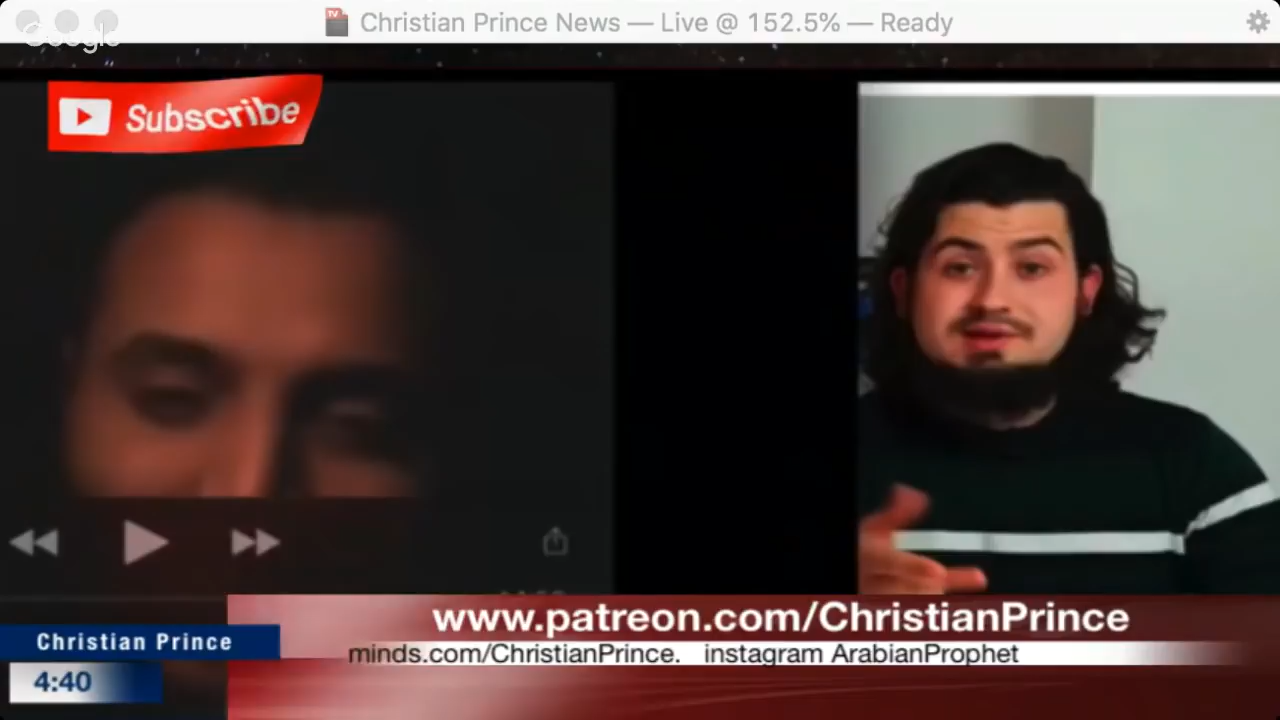 Christian Prince News — Live @ 152.5% — Ready
Google
Subscribe
www.patreon.com/ChristianPrince
Christian Prince
minds.com/ChristianPrince. instagram ArabianProphet
4:40